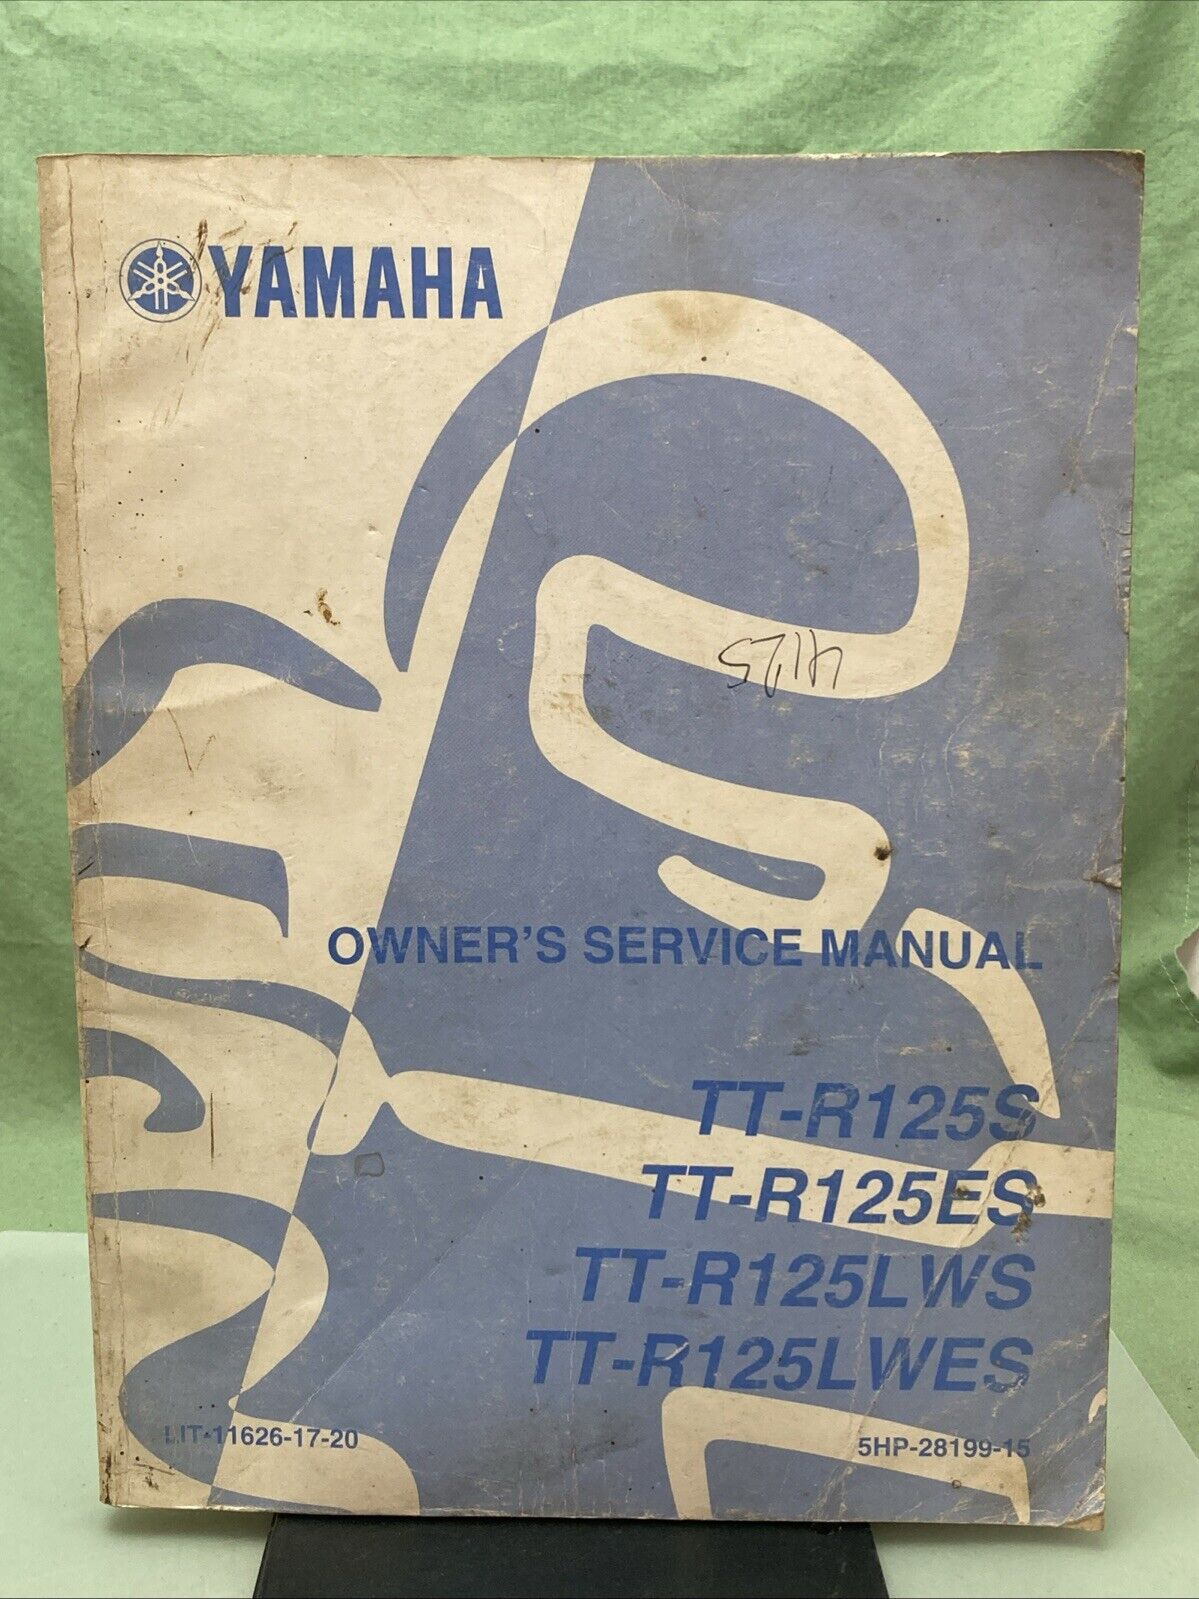 YAMAHA
4125
OWNER'S SERVICE MANUAL
TT-R125S
TT-R125ES
TT-R125LWS
TT-R125LWES
LIT-11626-17-20
5HP-28199-15